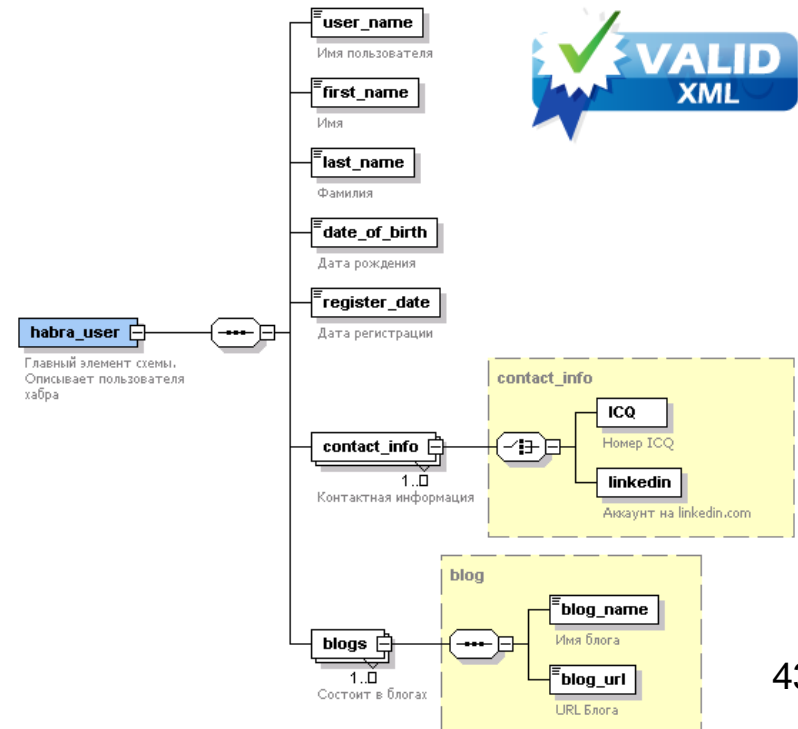 user_name
Имя пользователя
VALID
XML
first_name
Имя
last_name
Фамилия
date_of_birth
Дата рождения
register_date
Дата регистрации
habra_user
Главный элемент схемы.
Описывает пользователя
хабра
contact_info
ICQ
Номер ICQ
contact_info
1..
Контактная информация
linkedin
Аккаунт на linkedin.com
blog
blog_name
Имя блога
blogs
1..
Состоит в блогах
blog_url
URL Блога
43